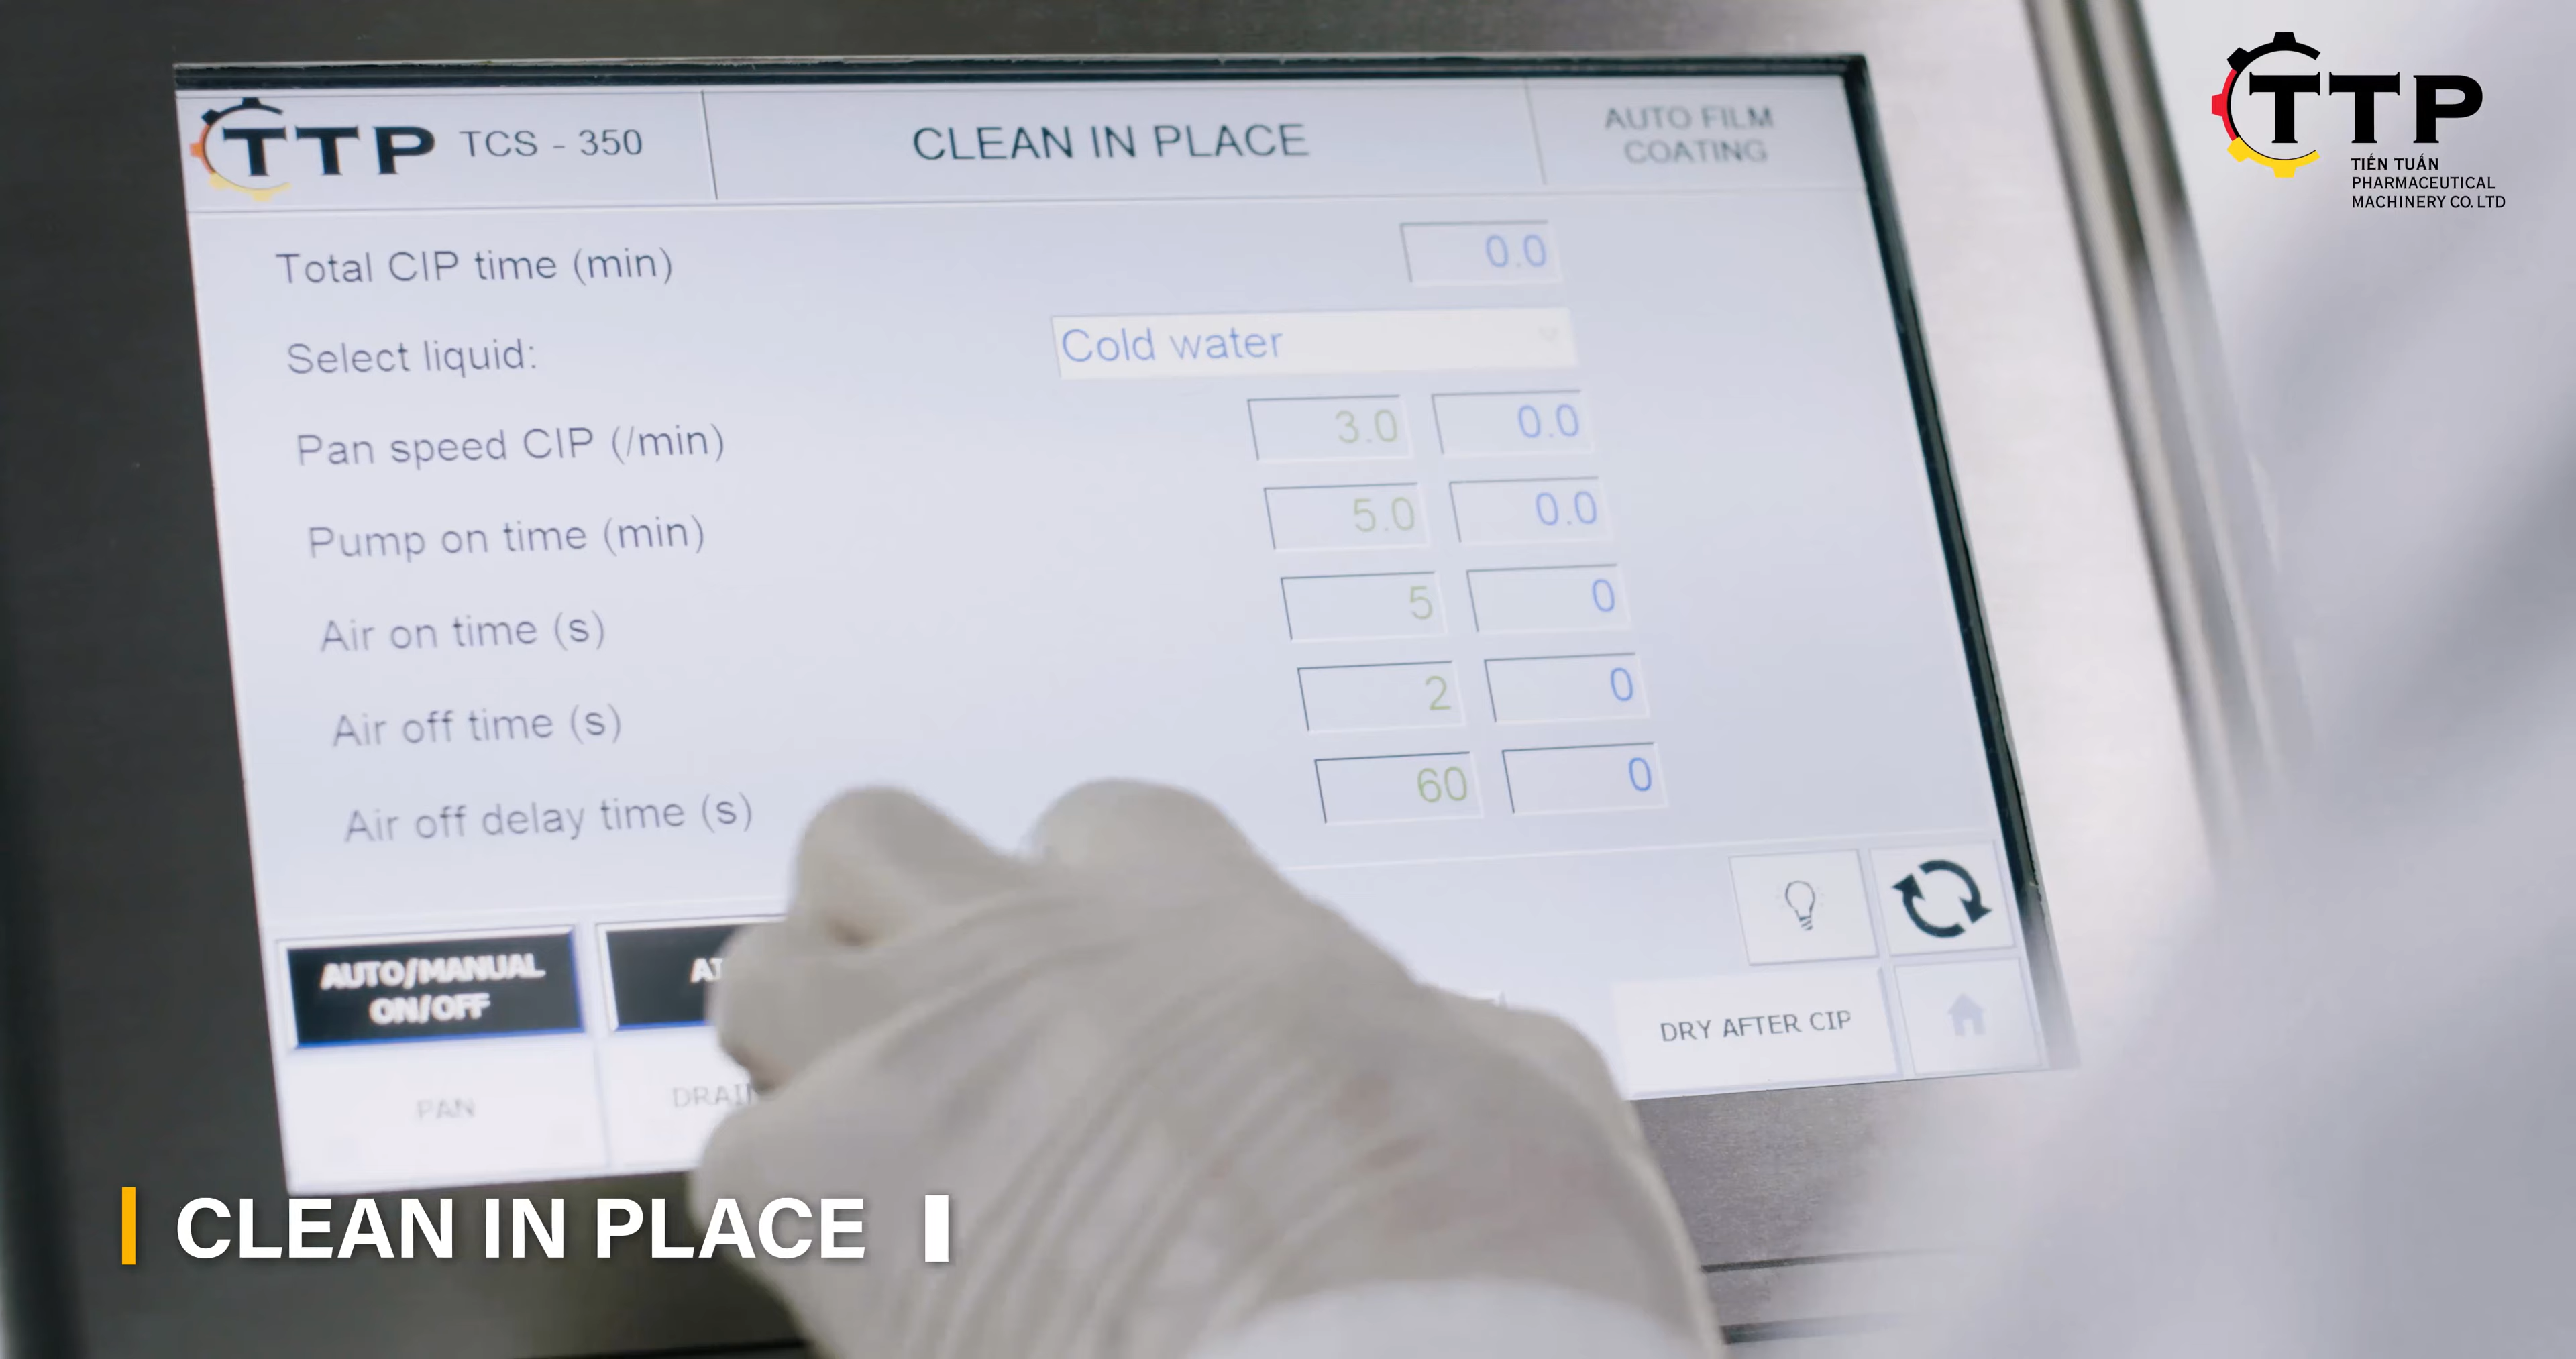 TTP TCS - 350
CLEAN IN PLACE
AUTO FILM
COATING
TTP
TIẾN TUẤN
PHARMACEUTICAL
MACHINERY CO. LTD
Total CIP time (min) 0.0
Select liquid: Cold water
Pan speed CIP (/min) 3.0 0.0
Pump on time (min) 5.0 0.0
Air on time (s) 5 0
Air off time (s) 2 0
Air off delay time (s) 60 0
AUTO/MANUAL
ON/OFF
DRY AFTER CIP
PAN
CLEAN IN PLACE